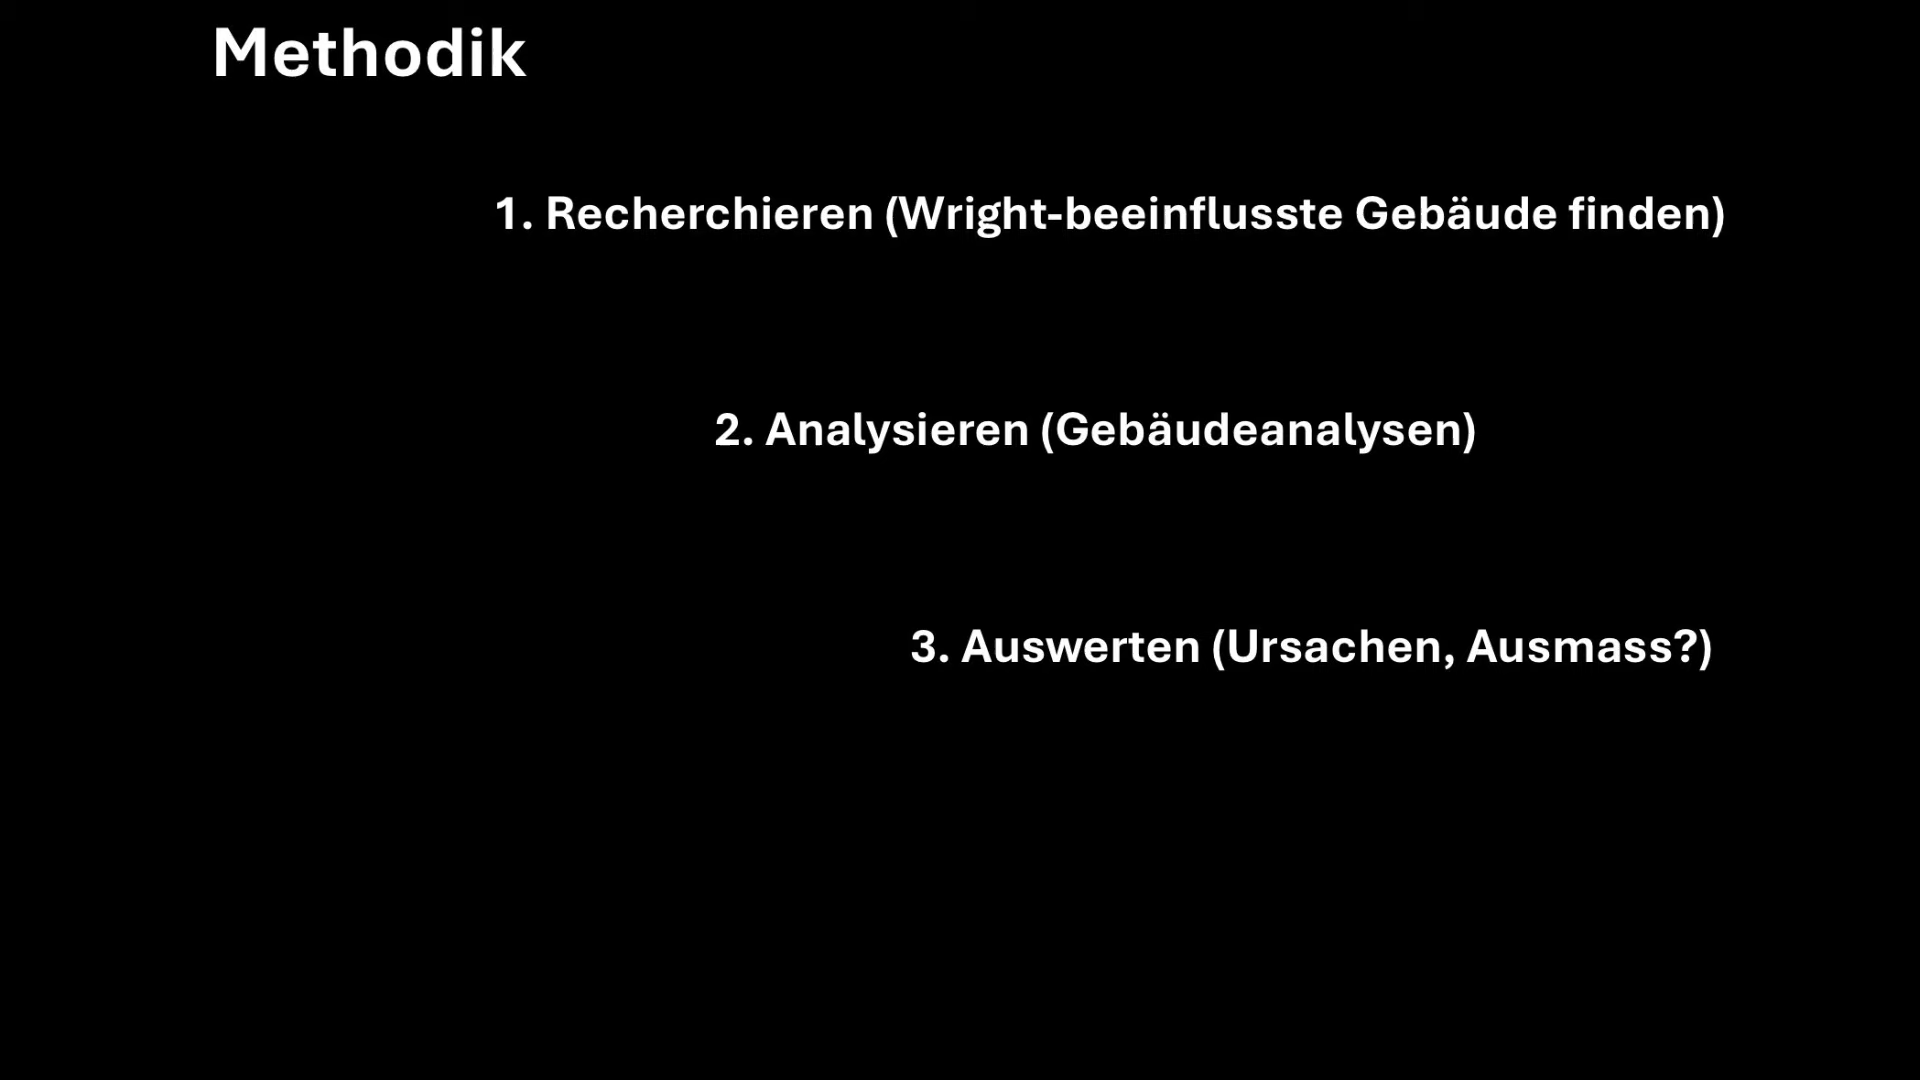 Methodik
1. Recherchieren (Wright-beeinflusste Gebäude finden)
2. Analysieren (Gebäudeanalysen)
3. Auswerten (Ursachen, Ausmass?)